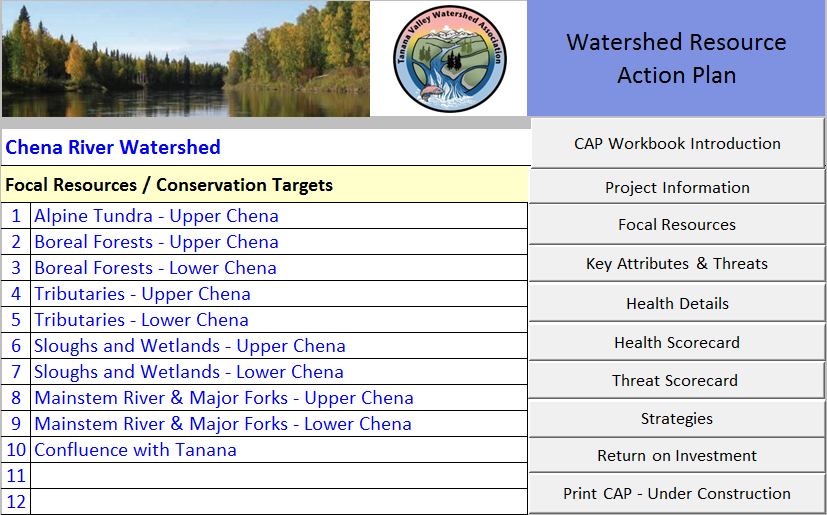 Tanana Valley Watershed Association
Watershed Resource
Action Plan
Chena River Watershed
Focal Resources / Conservation Targets
1 Alpine Tundra - Upper Chena
2 Boreal Forests - Upper Chena
3 Boreal Forests - Lower Chena
4 Tributaries - Upper Chena
5 Tributaries - Lower Chena
6 Sloughs and Wetlands - Upper Chena
7 Sloughs and Wetlands - Lower Chena
8 Mainstem River & Major Forks - Upper Chena
9 Mainstem River & Major Forks - Lower Chena
10 Confluence with Tanana
11
12
CAP Workbook Introduction
Project Information
Focal Resources
Key Attributes & Threats
Health Details
Health Scorecard
Threat Scorecard
Strategies
Return on Investment
Print CAP - Under Construction